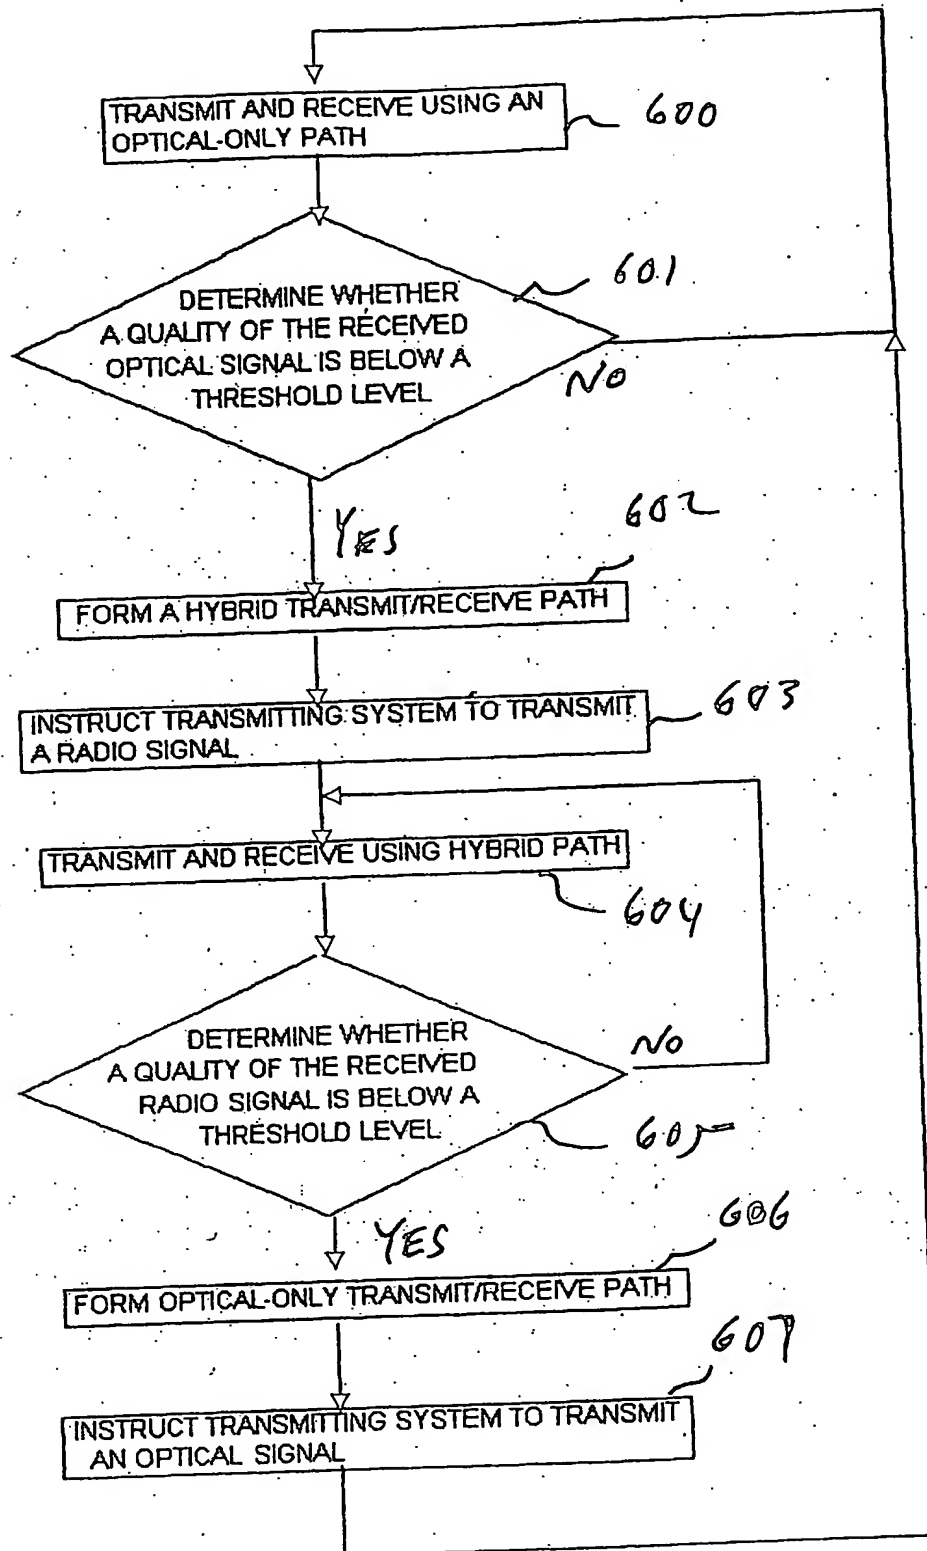 TRANSMIT AND RECEIVE USING AN
OPTICAL-ONLY PATH
600
DETERMINE WHETHER
A QUALITY OF THE RECEIVED
OPTICAL SIGNAL IS BELOW A
THRESHOLD LEVEL
601
NO
YES
602
FORM A HYBRID TRANSMIT/RECEIVE PATH
603
INSTRUCT TRANSMITTING SYSTEM TO TRANSMIT
A RADIO SIGNAL
TRANSMIT AND RECEIVE USING HYBRID PATH
604
DETERMINE WHETHER
A QUALITY OF THE RECEIVED
RADIO SIGNAL IS BELOW A
THRESHOLD LEVEL
NO
605
YES
606
FORM OPTICAL-ONLY TRANSMIT/RECEIVE PATH
607
INSTRUCT TRANSMITTING SYSTEM TO TRANSMIT
AN OPTICAL SIGNAL